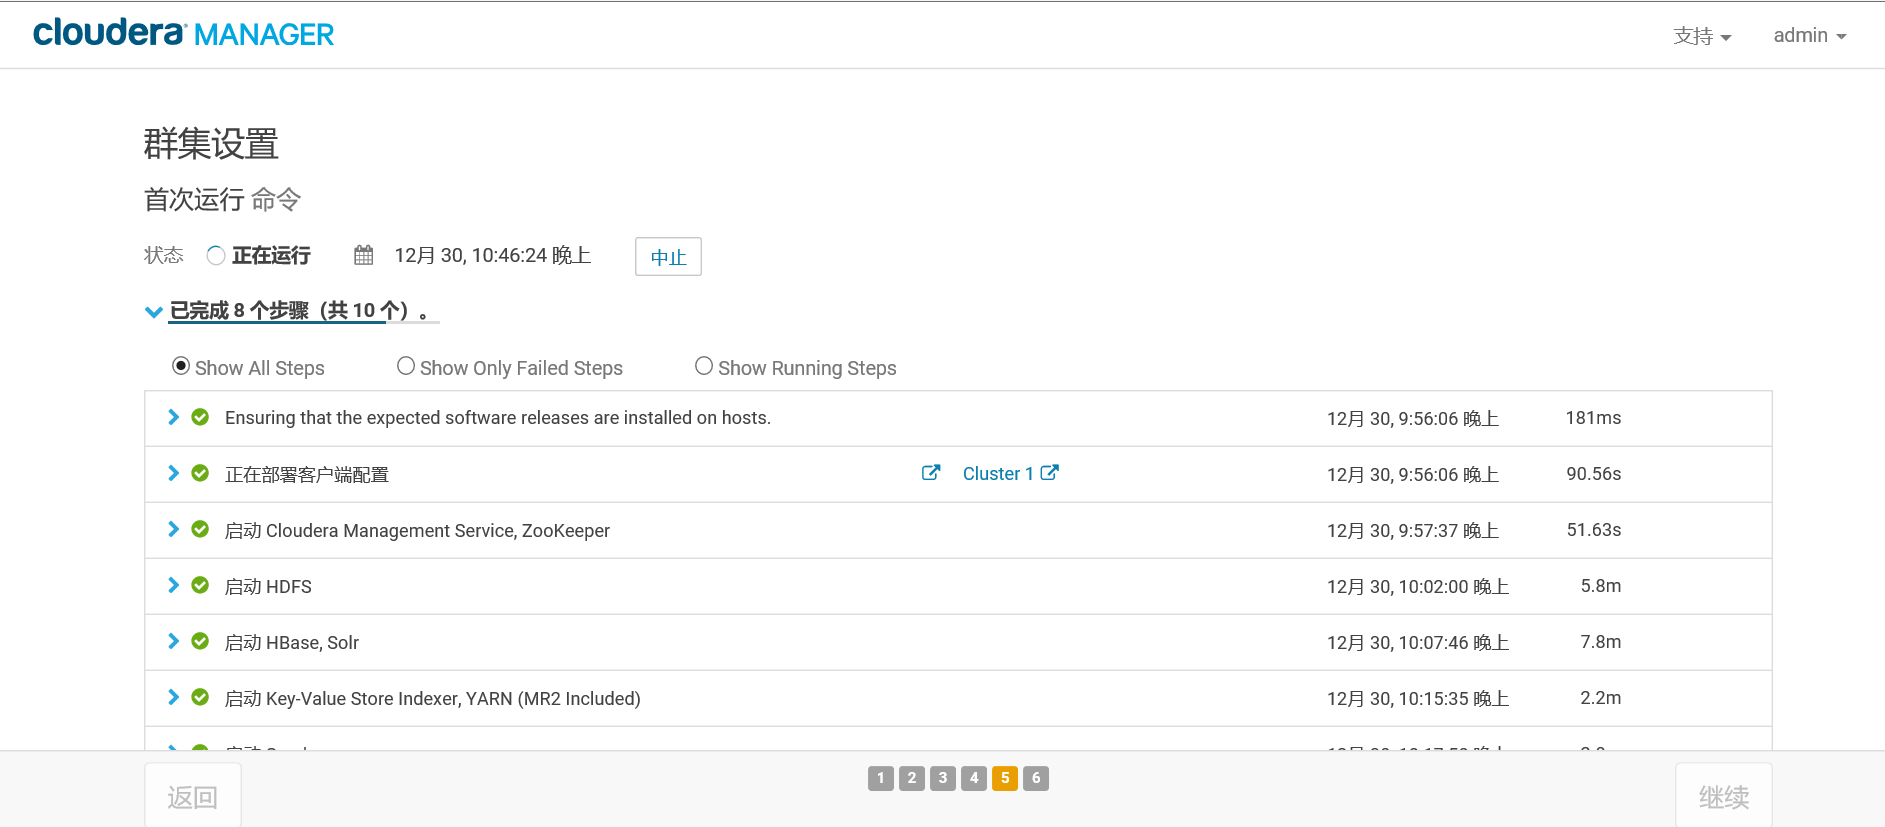 cloudera MANAGER
支持 admin
群集设置
首次运行 命令
状态 正在运行 12月 30, 10:46:24 晚上 中止
已完成 8 个步骤（共 10 个）。
Show All Steps Show Only Failed Steps Show Running Steps
Ensuring that the expected software releases are installed on hosts. 12月 30, 9:56:06 晚上 181ms
正在部署客户端配置 Cluster 1 12月 30, 9:56:06 晚上 90.56s
启动 Cloudera Management Service, ZooKeeper 12月 30, 9:57:37 晚上 51.63s
启动 HDFS 12月 30, 10:02:00 晚上 5.8m
启动 HBase, Solr 12月 30, 10:07:46 晚上 7.8m
启动 Key-Value Store Indexer, YARN (MR2 Included) 12月 30, 10:15:35 晚上 2.2m
返回 1 2 3 4 5 6 继续